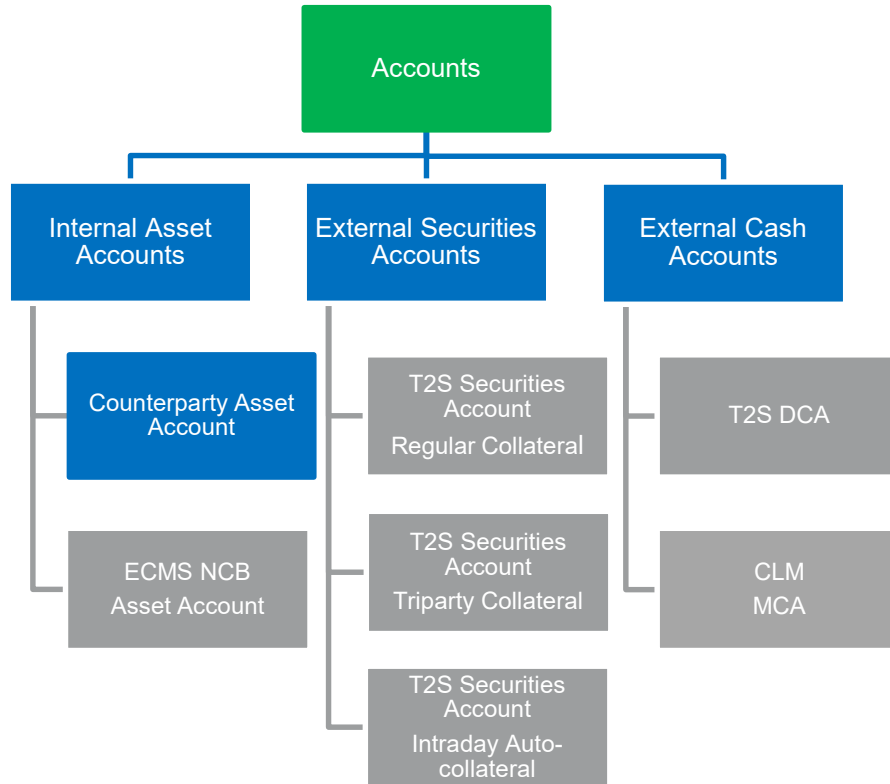 Accounts
Internal Asset
Accounts
External Securities
Accounts
External Cash
Accounts
Counterparty Asset
Account
ECMS NCB
Asset Account
T2S Securities
Account
Regular Collateral
T2S Securities
Account
Triparty Collateral
T2S Securities
Account
Intraday Auto-
collateral
T2S DCA
CLM
MCA